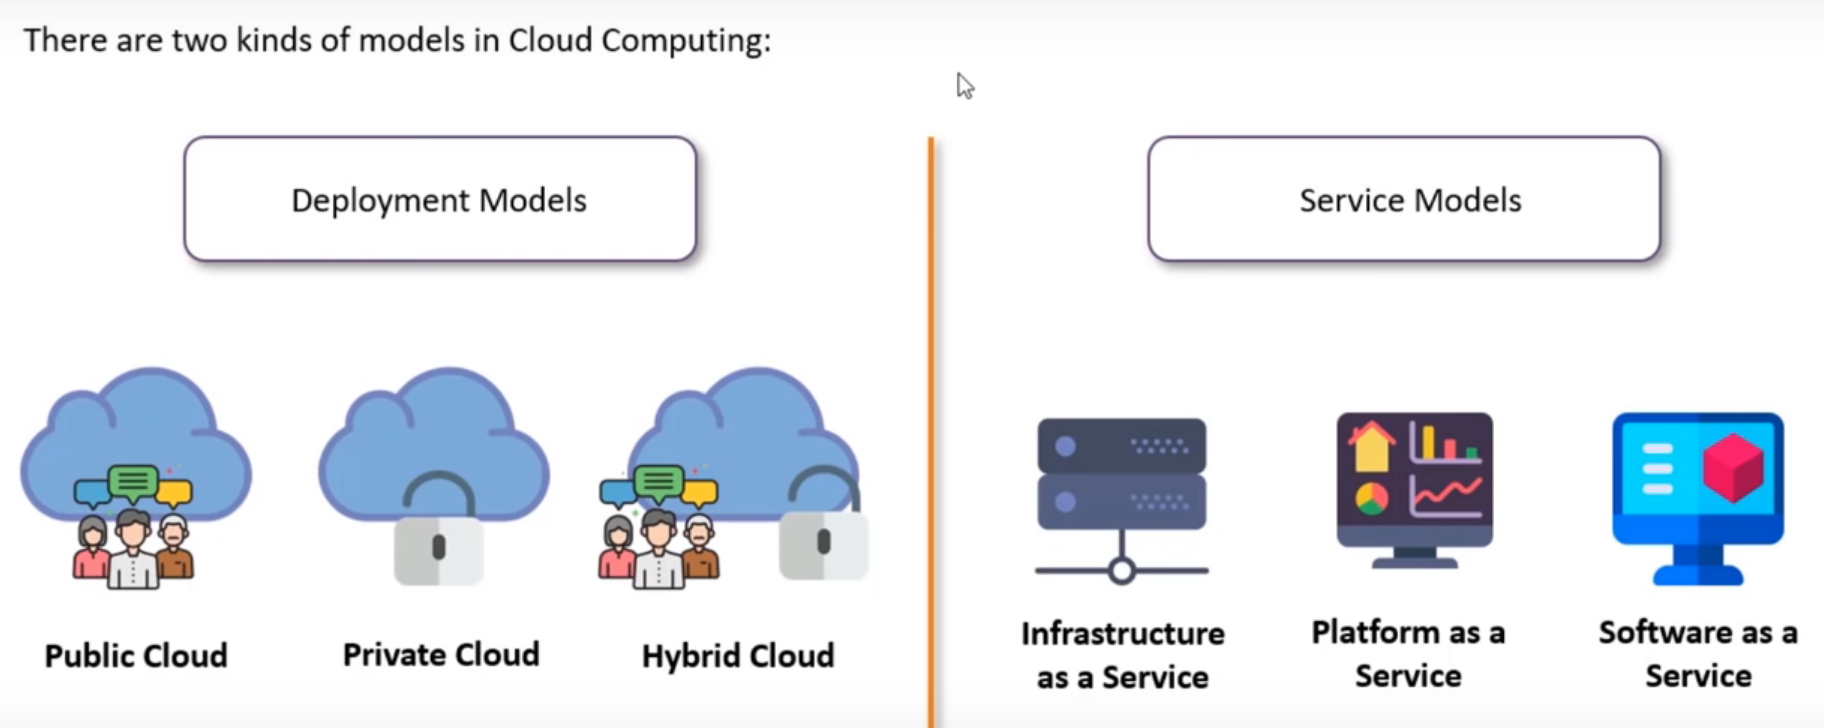 There are two kinds of models in Cloud Computing:
Deployment Models
Public Cloud
Private Cloud
Hybrid Cloud
Service Models
Infrastructure
as a Service
Platform as a
Service
Software as a
Service